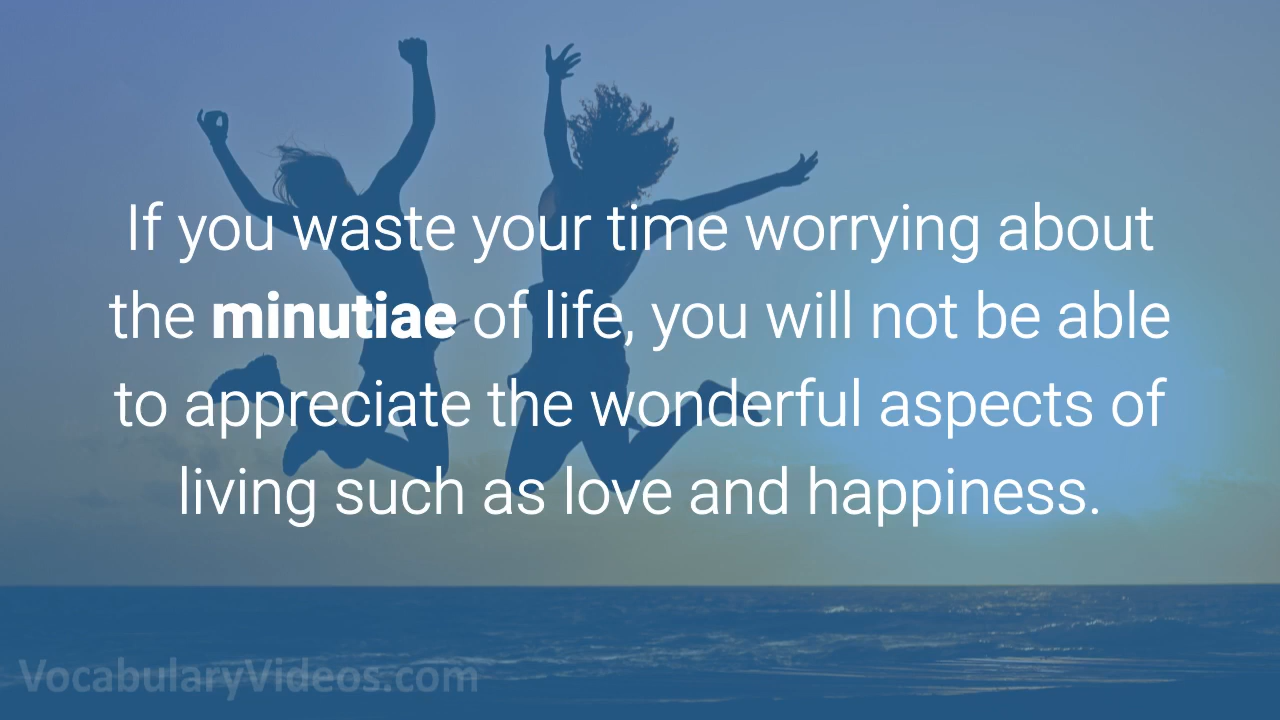 If you waste your time worrying about
the minutiae of life, you will not be able
to appreciate the wonderful aspects of
living such as love and happiness.
VocabularyVideos.com